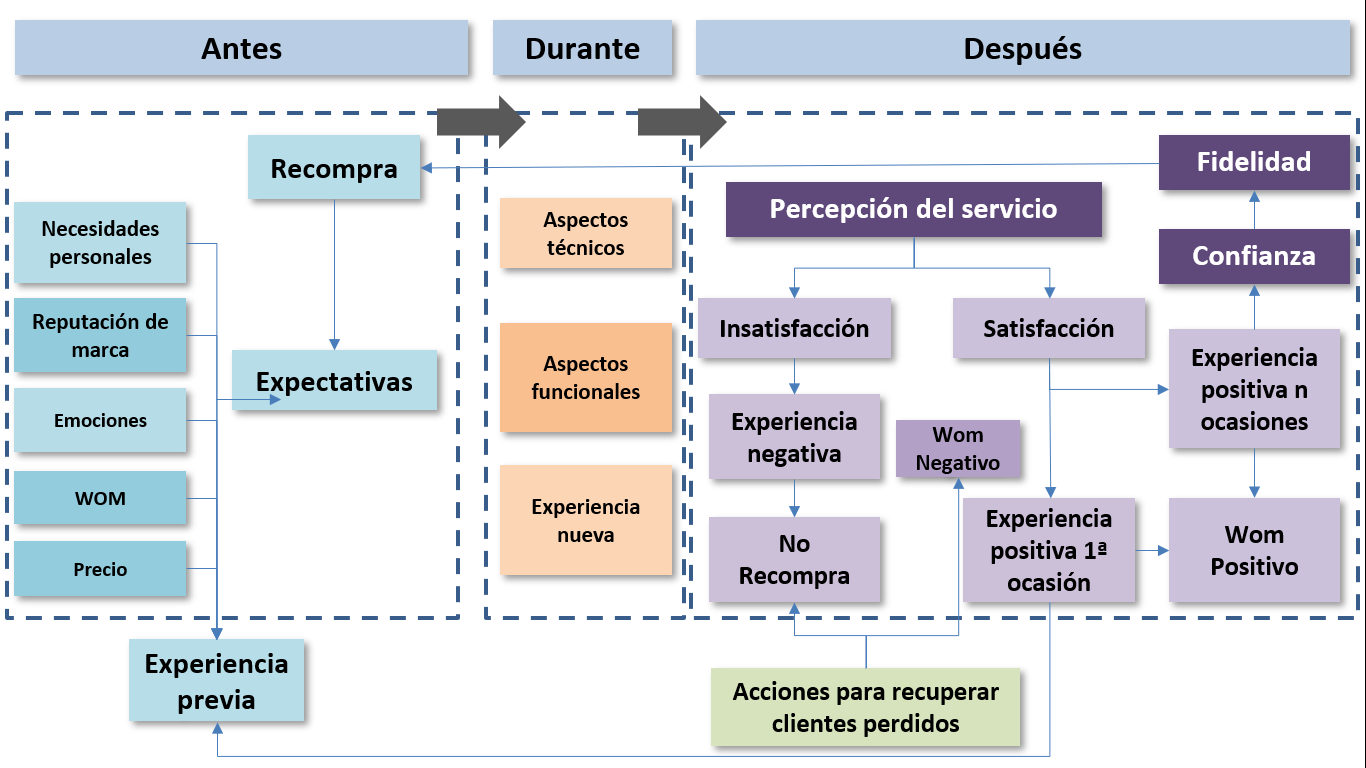 Antes
Durante
Después
Recompra
Necesidades
personales
Reputación de
marca
Expectativas
Emociones
WOM
Precio
Experiencia
previa
Aspectos
técnicos
Aspectos
funcionales
Experiencia
nueva
Percepción del servicio
Fidelidad
Confianza
Insatisfacción
Satisfacción
Experiencia
positiva n
ocasiones
Experiencia
negativa
Wom
Negativo
No
Recompra
Experiencia
positiva 1ª
ocasión
Wom
Positivo
Acciones para recuperar
clientes perdidos